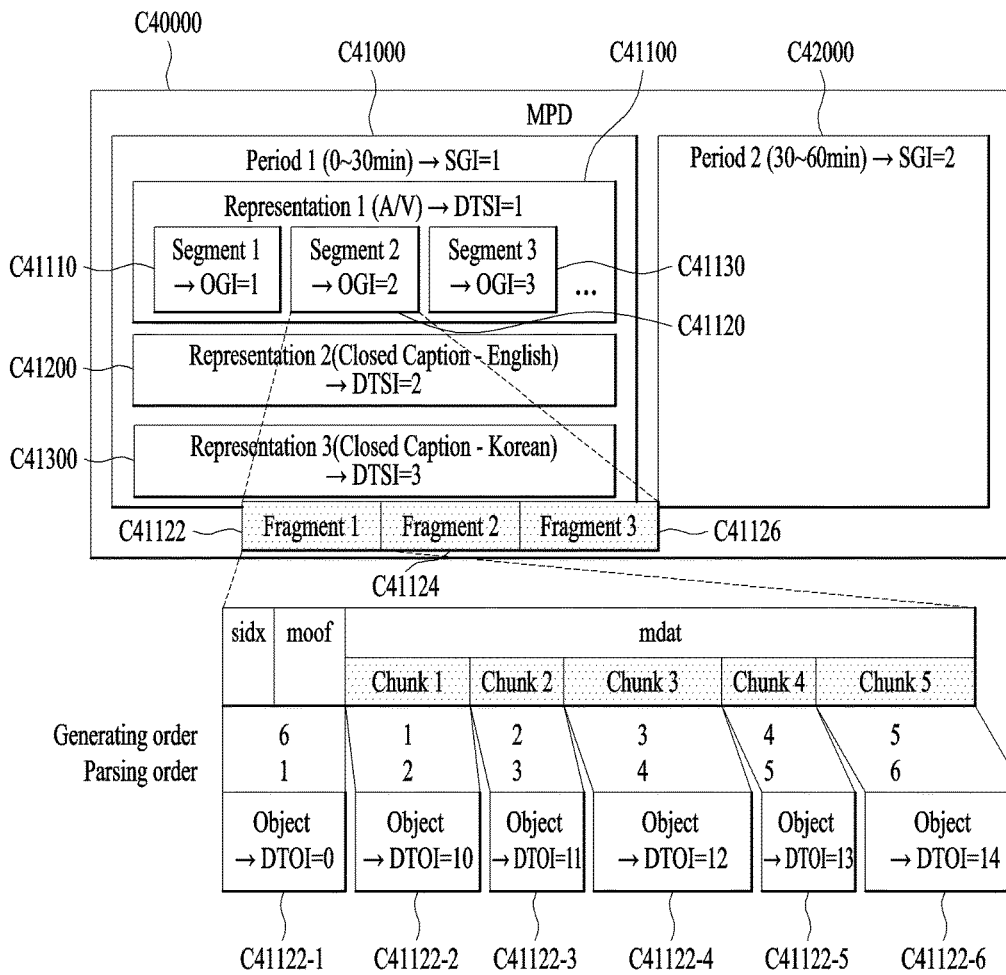 C40000
C41000
C41100
C42000
MPD
Period 1 (0~30min) → SGI=1
Period 2 (30~60min) → SGI=2
Representation 1 (A/V) → DTSI=1
Segment 1
→ OGI=1
Segment 2
→ OGI=2
Segment 3
→ OGI=3
...
C41110
C41130
C41120
C41200
Representation 2(Closed Caption - English)
→ DTSI=2
C41300
Representation 3(Closed Caption - Korean)
→ DTSI=3
C41122
Fragment 1
Fragment 2
Fragment 3
C41126
C41124
sidx
moof
mdat
Chunk 1
Chunk 2
Chunk 3
Chunk 4
Chunk 5
Generating order 6 1 2 3 4 5
Parsing order 1 2 3 4 5 6
Object
→ DTOI=0
Object
→ DTOI=10
Object
→ DTOI=11
Object
→ DTOI=12
Object
→ DTOI=13
Object
→ DTOI=14
C41122-1
C41122-2
C41122-3
C41122-4
C41122-5
C41122-6